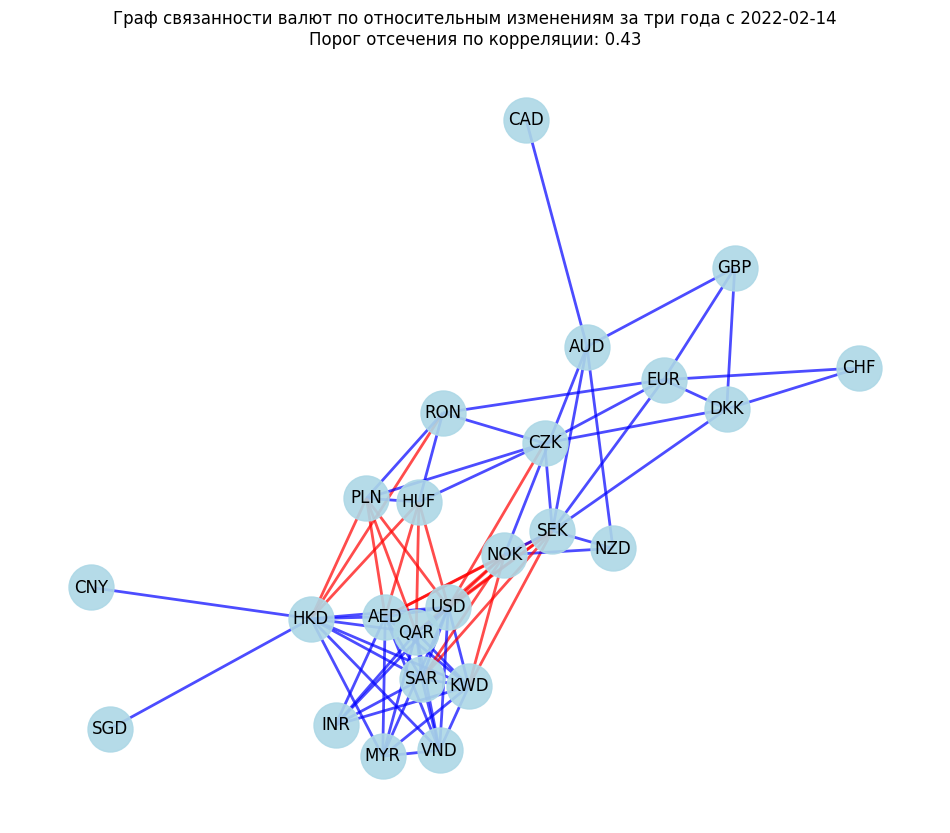 Граф связанности валют по относительным изменениям за три года с 2022-02-14
Порог отсечения по корреляции: 0.43
CAD
GBP
AUD
CHF
EUR
DKK
RON
CZK
PLN
HUF
SEK
NZD
NOK
CNY
USD
HKD
AED
QAR
SAR
KWD
INR
SGD
VND
MYR